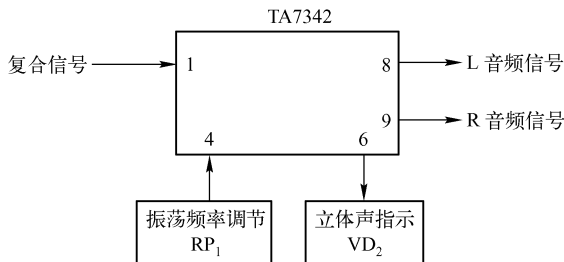 TA7342
复合信号
1
8
L 音频信号
9
R 音频信号
4
6
振荡频率调节
RP₁
立体声指示
VD₂